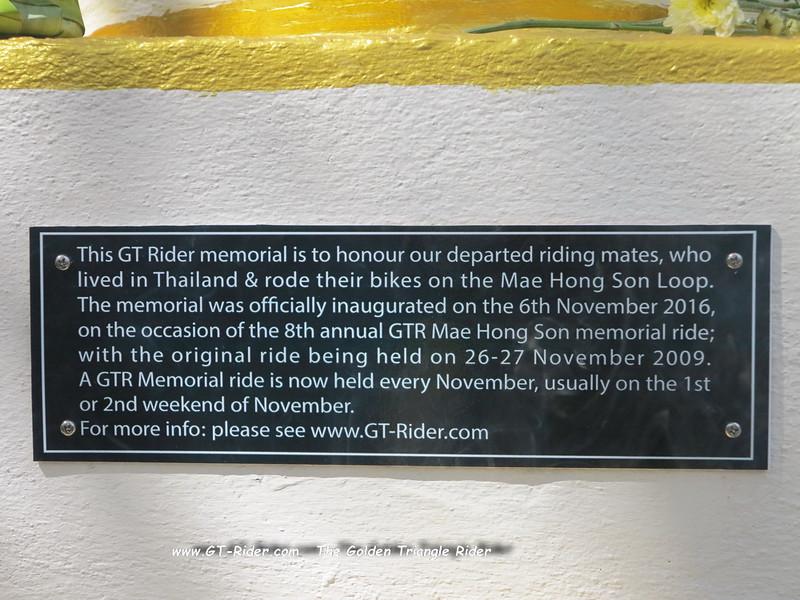 This GT Rider memorial is to honour our departed riding mates, who
lived in Thailand & rode their bikes on the Mae Hong Son Loop.
The memorial was officially inaugurated on the 6th November 2016,
on the occasion of the 8th annual GTR Mae Hong Son memorial ride;
with the original ride being held on 26-27 November 2009.
A GTR Memorial ride is now held every November, usually on the 1st
or 2nd weekend of November.
For more info: please see www.GT-Rider.com
www.GT-Rider.com The Golden Triangle Rider